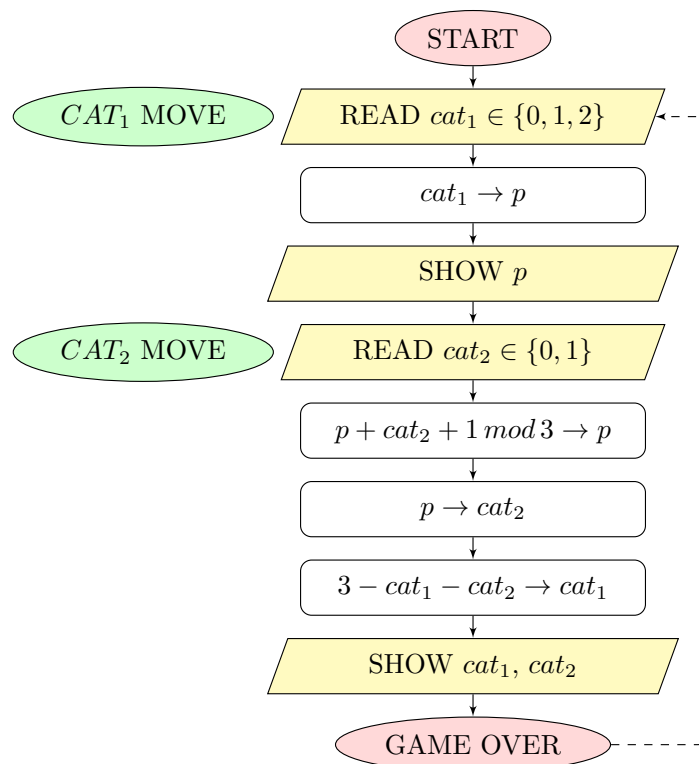 START
CAT₁ MOVE
READ cat₁ ∈ {0, 1, 2}
cat₁ → p
SHOW p
CAT₂ MOVE
READ cat₂ ∈ {0, 1}
p + cat₂ + 1 mod 3 → p
p → cat₂
3 − cat₁ − cat₂ → cat₁
SHOW cat₁, cat₂
GAME OVER